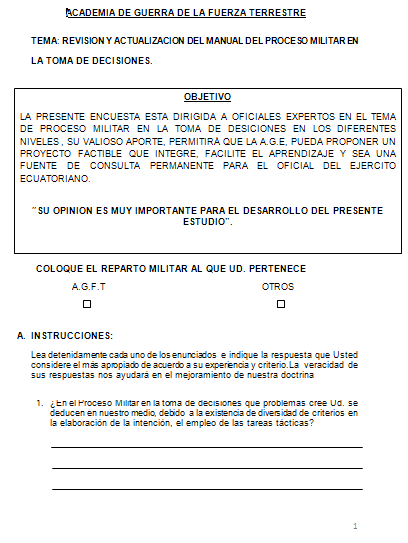 ACADEMIA DE GUERRA DE LA FUERZA TERRESTRE
TEMA: REVISION Y ACTUALIZACION DEL MANUAL DEL PROCESO MILITAR EN
LA TOMA DE DECISIONES.
OBJETIVO
LA PRESENTE ENCUESTA ESTA DIRIGIDA A OFICIALES EXPERTOS EN EL TEMA
DE PROCESO MILITAR EN LA TOMA DE DESICIONES EN LOS DIFERENTES
NIVELES , SU VALIOSO APORTE, PERMITIRÁ QUE LA A.G.E, PUEDA PROPONER UN
PROYECTO FACTIBLE QUE INTEGRE, FACILITE EL APRENDIZAJE Y SEA UNA
FUENTE DE CONSULTA PERMANENTE PARA EL OFICIAL DEL EJERCITO
ECUATORIANO.
"SU OPINION ES MUY IMPORTANTE PARA EL DESARROLLO DEL PRESENTE
ESTUDIO".
COLOQUE EL REPARTO MILITAR AL QUE UD. PERTENECE
A.G.F.T OTROS
A. INSTRUCCIONES:
Lea detenidamente cada uno de los enunciados e indique la respuesta que Usted
considere el más apropiado de acuerdo a su experiencia y criterio. La veracidad de
sus respuestas nos ayudará en el mejoramiento de nuestra doctrina
1. ¿En el Proceso Militar en la toma de decisiones que problemas cree Ud. se
deducen en nuestro medio, debido a la existencia de diversidad de criterios en
la elaboración de la intención, el empleo de las tareas tácticas?
1